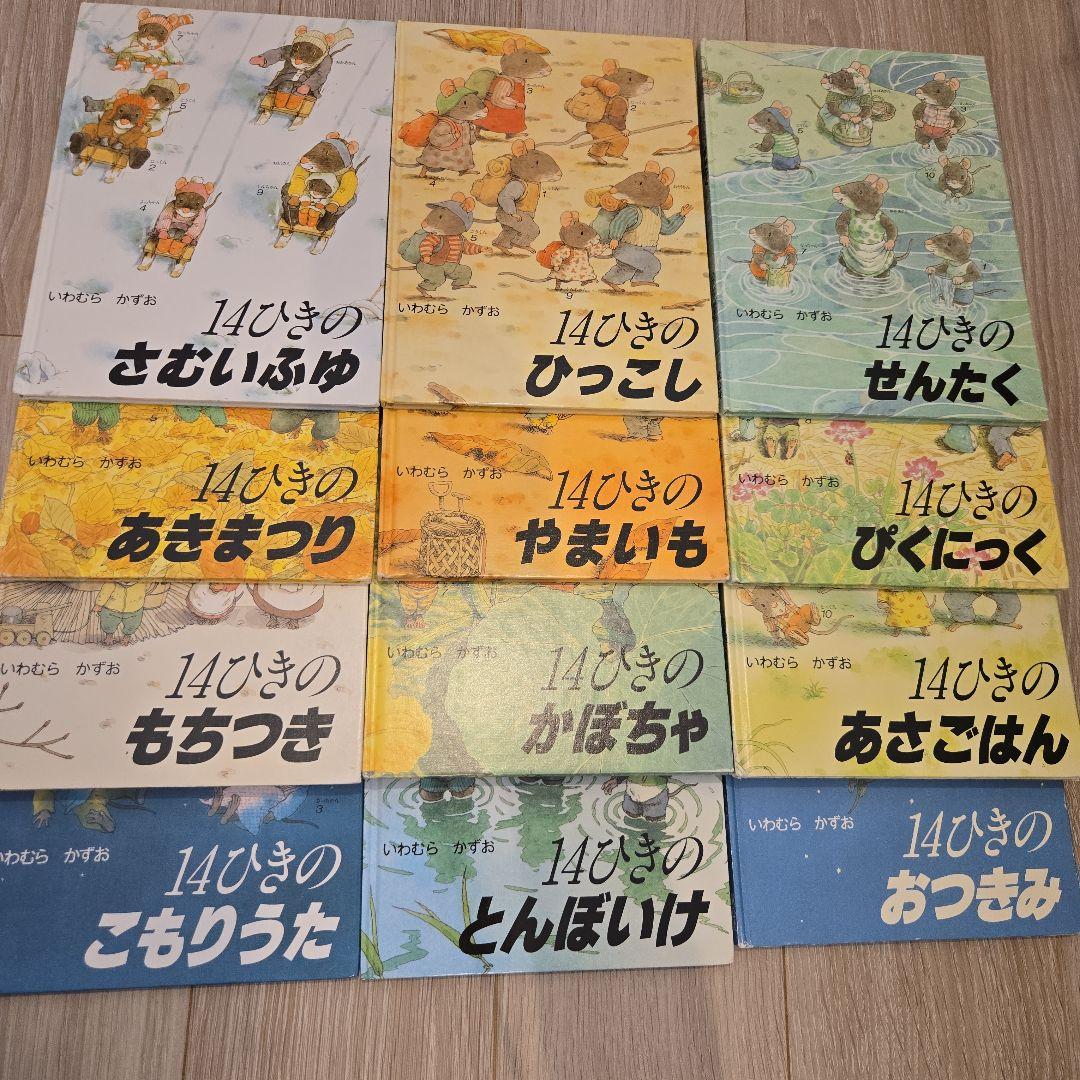 いわむら かずお
14ひきの
さむいふゆ
いわむら かずお
14ひきの
ひっこし
いわむら かずお
14ひきの
せんたく
いわむら かずお
14ひきの
あきまつり
いわむら かずお
14ひきの
やまいも
いわむら かずお
14ひきの
ぴくにっく
いわむら かずお
14ひきの
もちつき
いわむら かずお
14ひきの
かぼちゃ
いわむら かずお
14ひきの
あさごはん
いわむら かずお
14ひきの
こもりうた
いわむら かずお
14ひきの
とんぼいけ
いわむら かずお
14ひきの
おつきみ